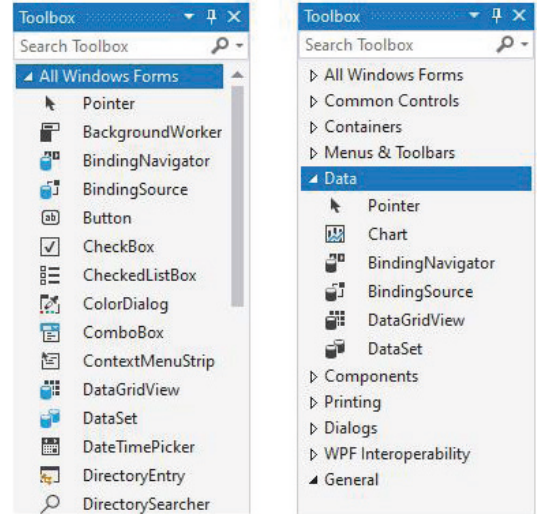 Toolbox
Search Toolbox
All Windows Forms
Pointer
BackgroundWorker
BindingNavigator
BindingSource
Button
CheckBox
CheckedListBox
ColorDialog
ComboBox
ContextMenuStrip
DataGridView
DataSet
DateTimePicker
DirectoryEntry
DirectorySearcher
Toolbox
Search Toolbox
All Windows Forms
Common Controls
Containers
Menus & Toolbars
Data
Pointer
Chart
BindingNavigator
BindingSource
DataGridView
DataSet
Components
Printing
Dialogs
WPF Interoperability
General